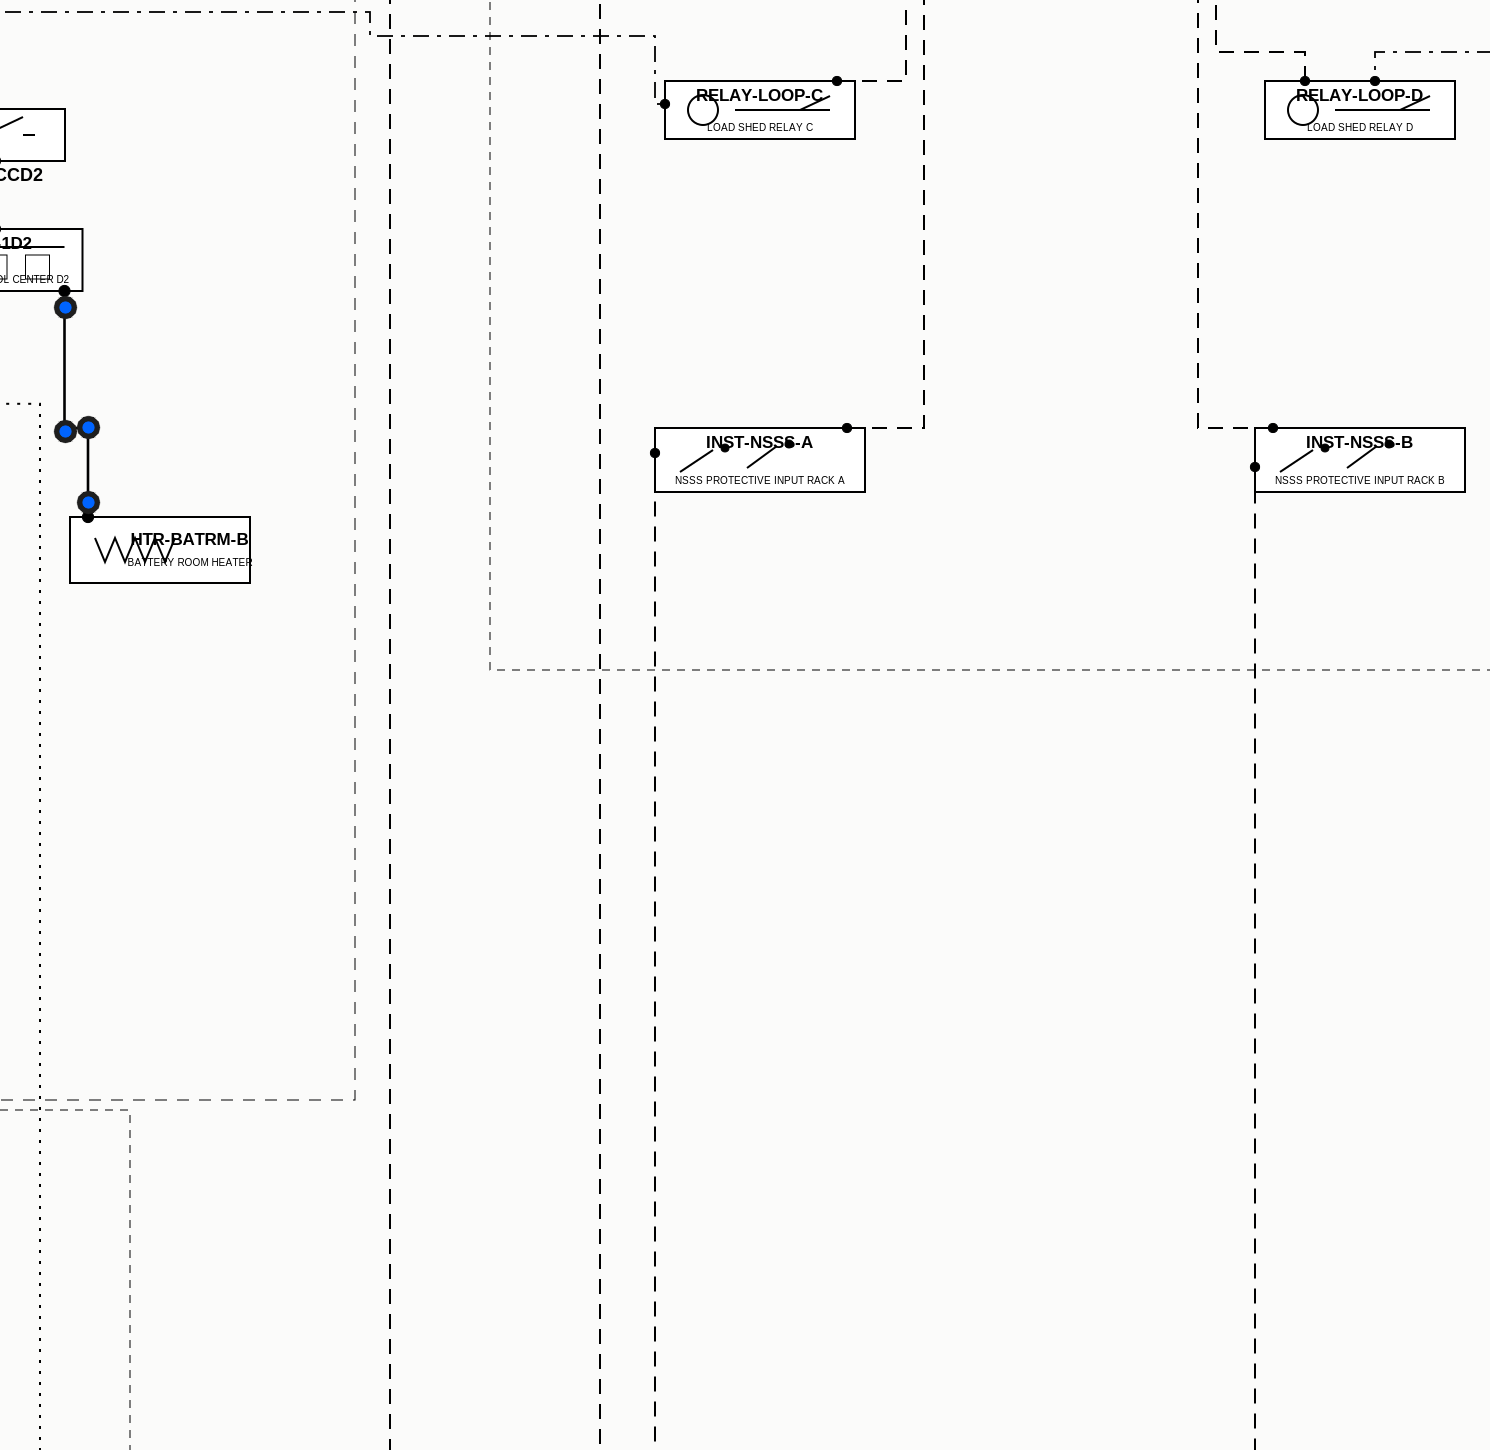 RELAY-LOOP-C
LOAD SHED RELAY C
RELAY-LOOP-D
LOAD SHED RELAY D
CCD2
1D2
OL CENTER D2
INST-NSSS-A
NSSS PROTECTIVE INPUT RACK A
INST-NSSS-B
NSSS PROTECTIVE INPUT RACK B
HTR-BATRM-B
BATTERY ROOM HEATER